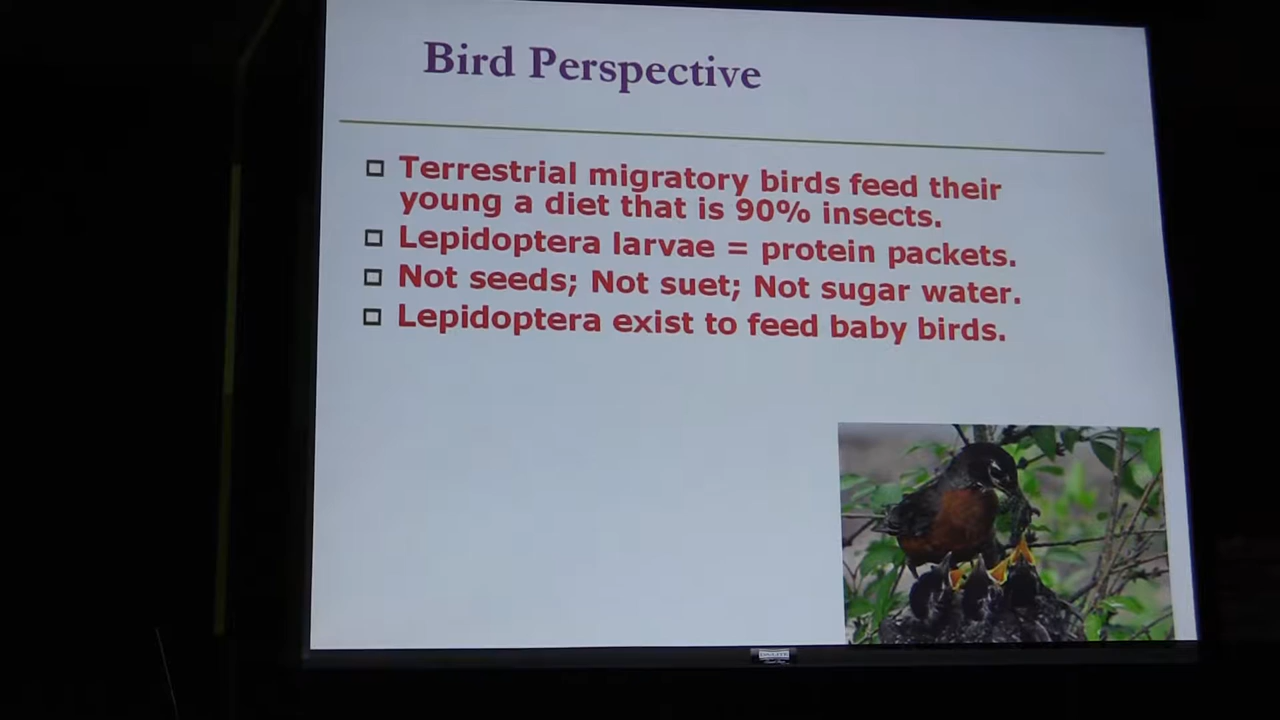 Bird Perspective
Terrestrial migratory birds feed their
young a diet that is 90% insects.
Lepidoptera larvae = protein packets.
Not seeds; Not suet; Not sugar water.
Lepidoptera exist to feed baby birds.